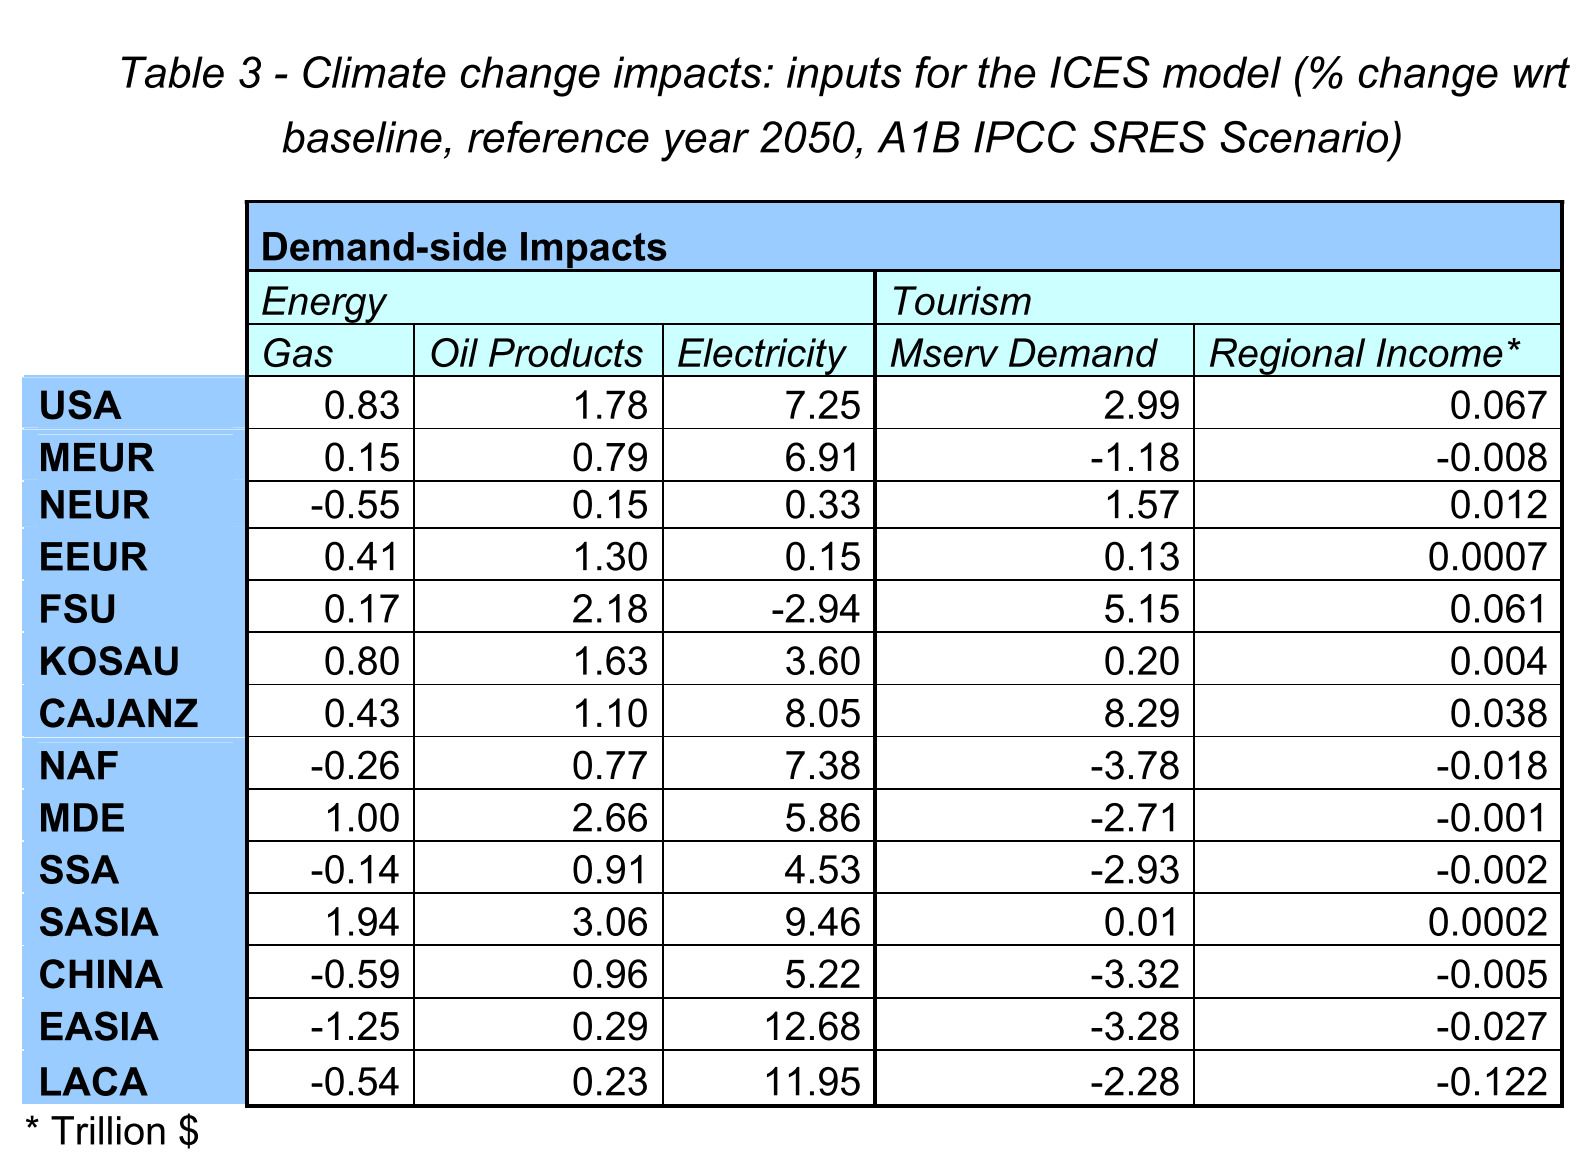 Table 3 - Climate change impacts: inputs for the ICES model (% change wrt
baseline, reference year 2050, A1B IPCC SRES Scenario)
Demand-side Impacts
Energy Tourism
Gas Oil Products Electricity Mserv Demand Regional Income*
USA 0.83 1.78 7.25 2.99 0.067
MEUR 0.15 0.79 6.91 -1.18 -0.008
NEUR -0.55 0.15 0.33 1.57 0.012
EEUR 0.41 1.30 0.15 0.13 0.0007
FSU 0.17 2.18 -2.94 5.15 0.061
KOSAU 0.80 1.63 3.60 0.20 0.004
CAJANZ 0.43 1.10 8.05 8.29 0.038
NAF -0.26 0.77 7.38 -3.78 -0.018
MDE 1.00 2.66 5.86 -2.71 -0.001
SSA -0.14 0.91 4.53 -2.93 -0.002
SASIA 1.94 3.06 9.46 0.01 0.0002
CHINA -0.59 0.96 5.22 -3.32 -0.005
EASIA -1.25 0.29 12.68 -3.28 -0.027
LACA -0.54 0.23 11.95 -2.28 -0.122
* Trillion $